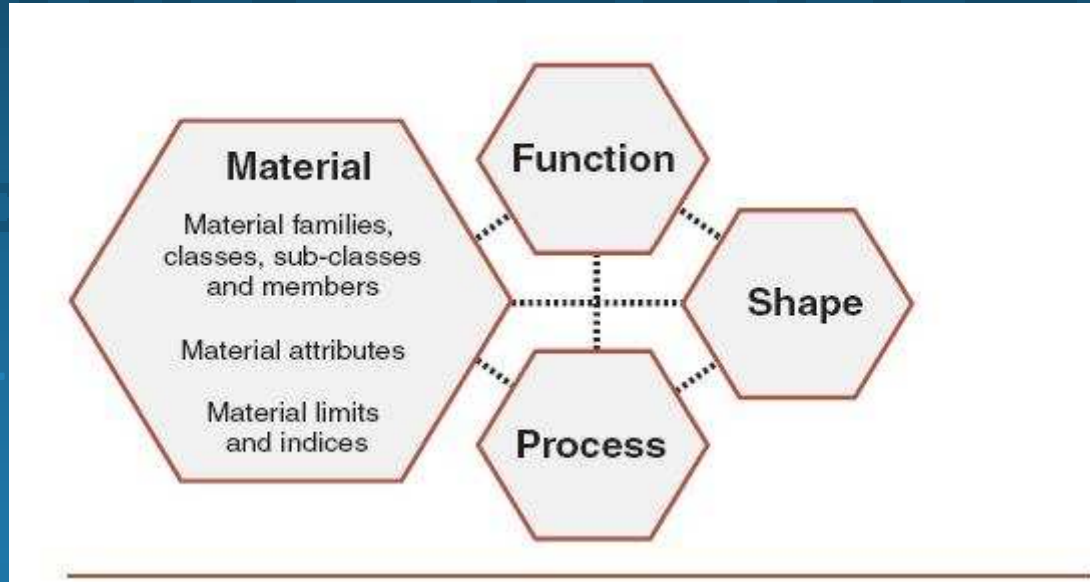 Material
Material families,
classes, sub-classes
and members
Material attributes
Material limits
and indices
Function
Shape
Process